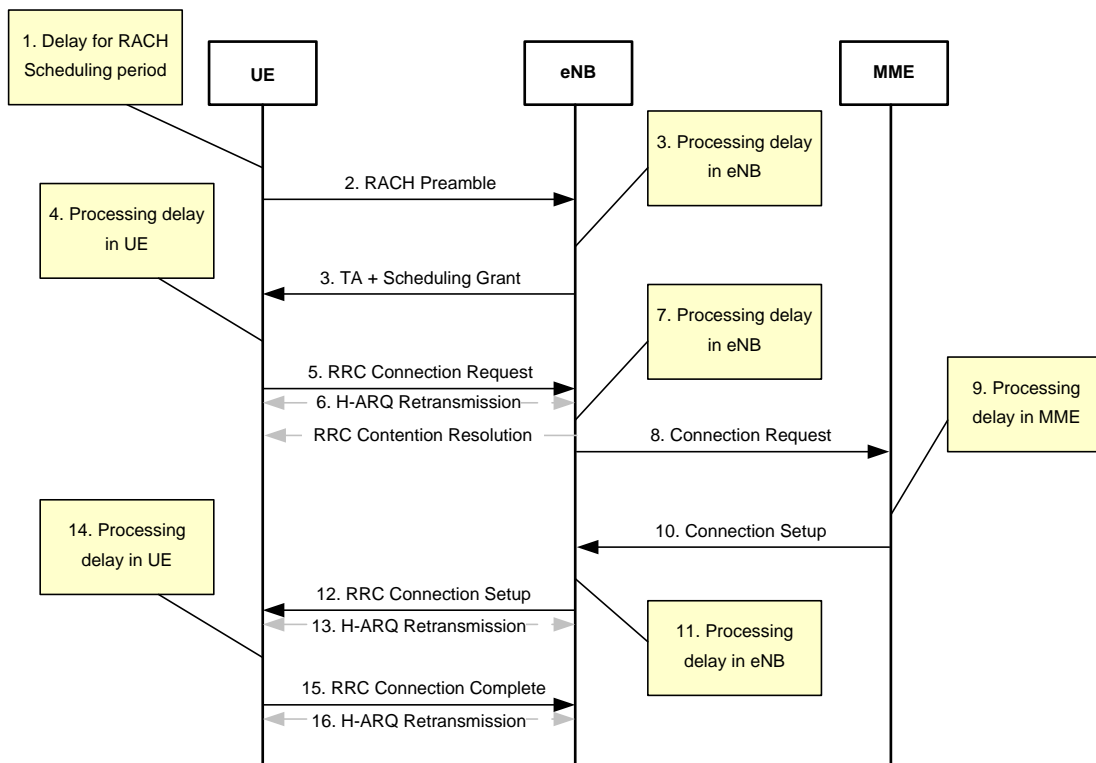 1. Delay for RACH
Scheduling period
UE
eNB
MME
3. Processing delay
in eNB
2. RACH Preamble
4. Processing delay
in UE
3. TA + Scheduling Grant
7. Processing delay
in eNB
5. RRC Connection Request
6. H-ARQ Retransmission
RRC Contention Resolution
8. Connection Request
9. Processing
delay in MME
14. Processing
delay in UE
10. Connection Setup
12. RRC Connection Setup
13. H-ARQ Retransmission
11. Processing
delay in eNB
15. RRC Connection Complete
16. H-ARQ Retransmission